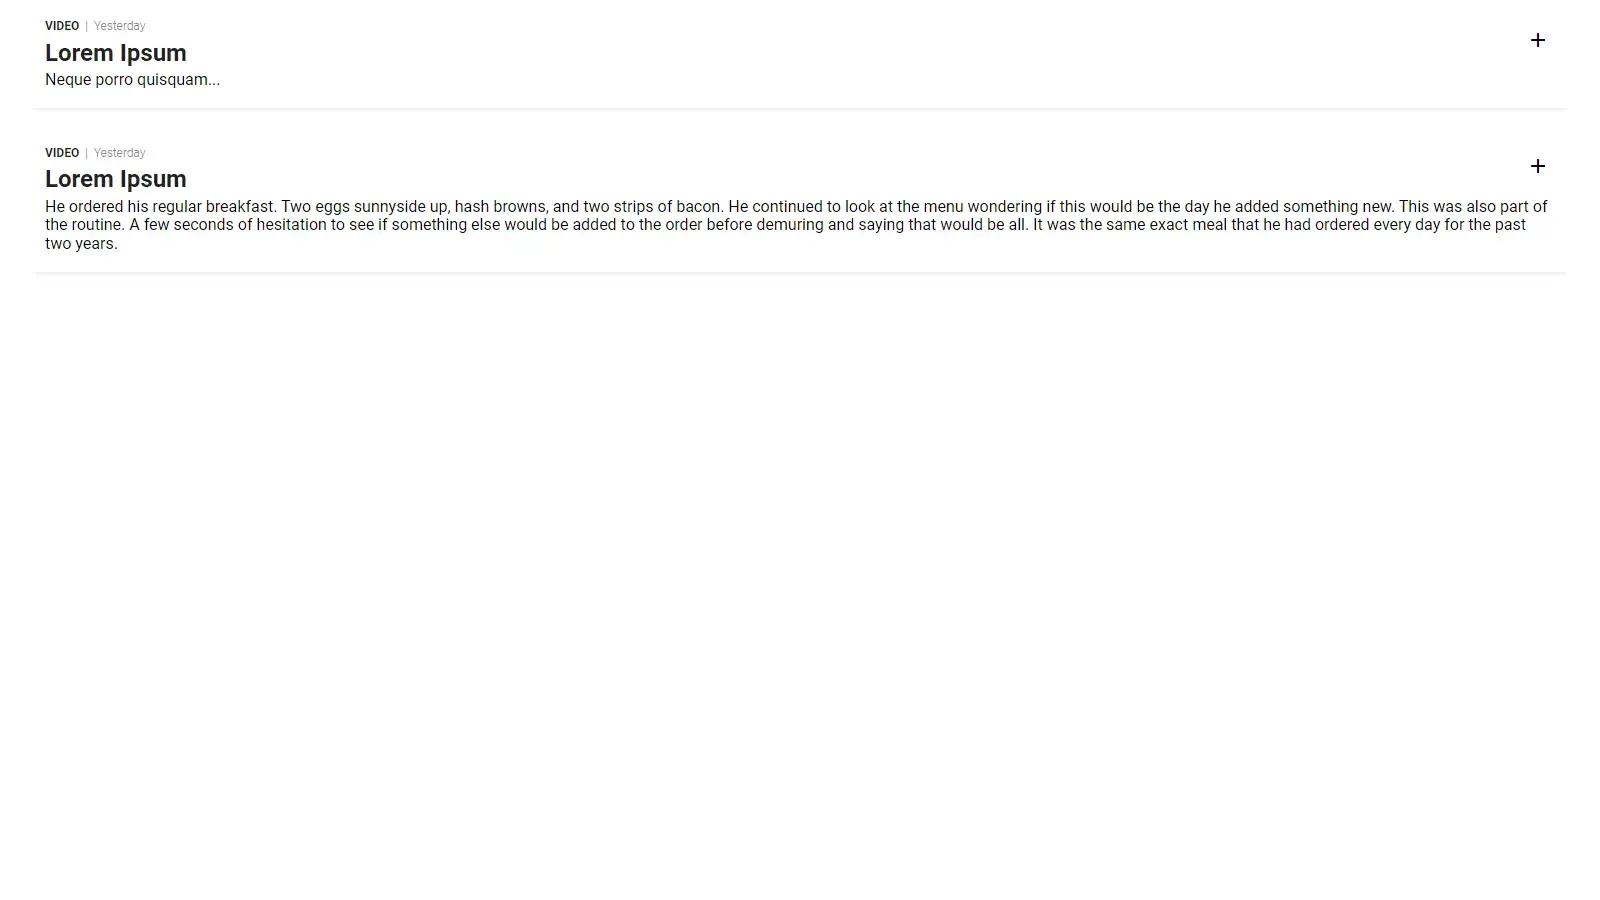 VIDEO | Yesterday
Lorem Ipsum
Neque porro quisquam...
VIDEO | Yesterday
Lorem Ipsum
He ordered his regular breakfast. Two eggs sunnyside up, hash browns, and two strips of bacon. He continued to look at the menu wondering if this would be the day he added something new. This was also part of
the routine. A few seconds of hesitation to see if something else would be added to the order before demuring and saying that would be all. It was the same exact meal that he had ordered every day for the past
two years.